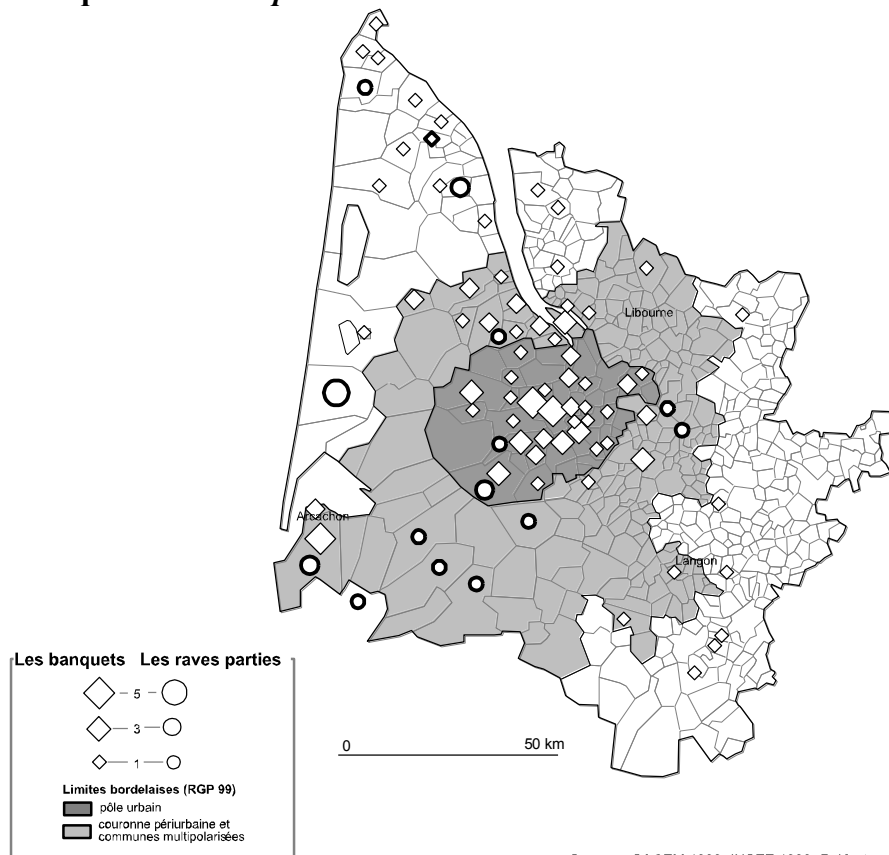 Libourne
Arcachon
Langon
0 50 km
Les banquets Les raves parties
5
3
1
Limites bordelaises (RGP 99)
pôle urbain
couronne périurbaine et
communes multipolarisées